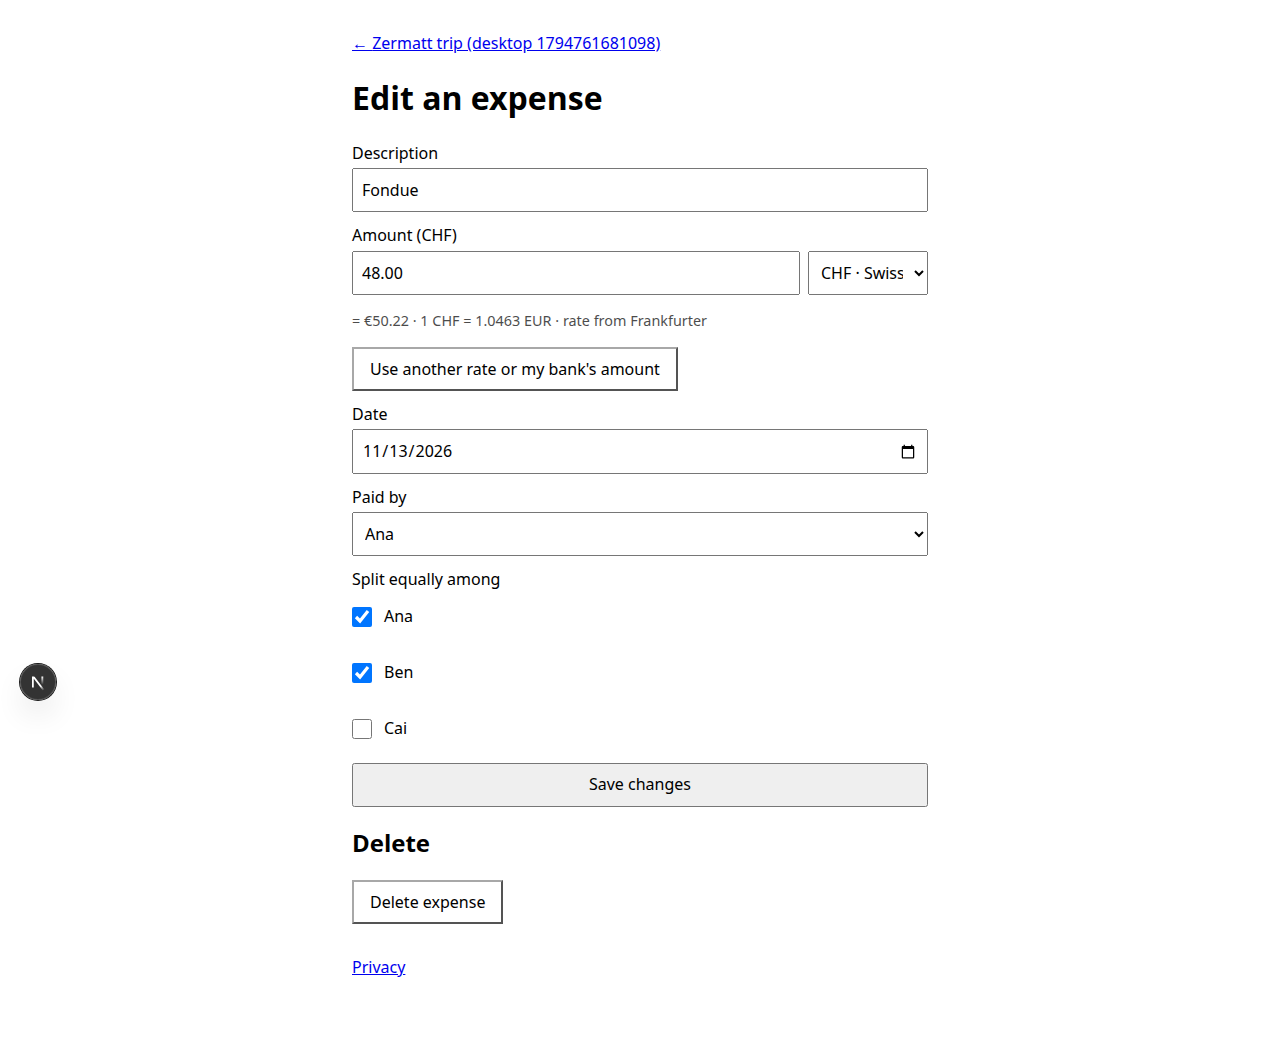 ← Zermatt trip (desktop 1794761681098)
Edit an expense
Description
Fondue
Amount (CHF)
48.00
CHF · Swiss
= €50.22 · 1 CHF = 1.0463 EUR · rate from Frankfurter
Use another rate or my bank's amount
Date
11/13/2026
Paid by
Ana
Split equally among
Ana
Ben
Cai
N
Save changes
Delete
Delete expense
Privacy